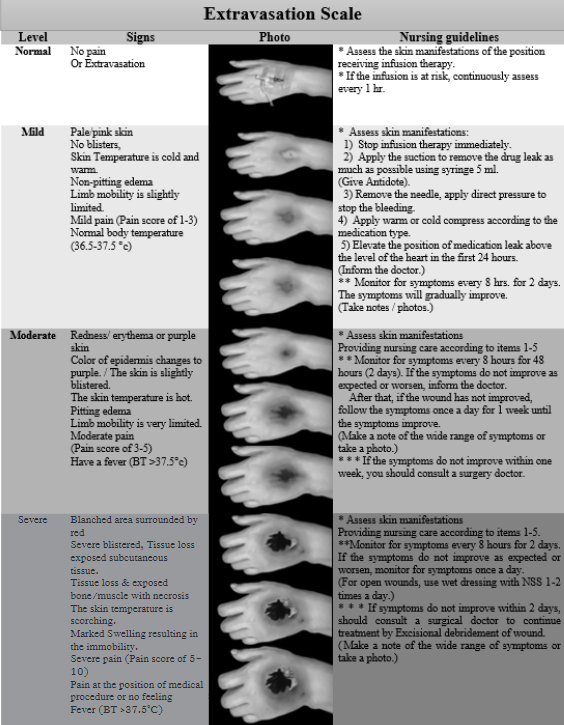 Extravasation Scale
Level Signs Photo Nursing guidelines
Normal
No pain
Or Extravasation
* Assess the skin manifestations of the position
receiving infusion therapy.
* If the infusion is at risk, continuously assess
every 1 hr.
Mild
Pale/pink skin
No blisters,
Skin Temperature is cold and
warm.
Non-pitting edema
Limb mobility is slightly
limited.
Mild pain (Pain score of 1-3)
Normal body temperature
(36.5-37.5 °c)
* Assess skin manifestations:
1) Stop infusion therapy immediately.
2) Apply the suction to remove the drug leak as
much as possible using syringe 5 ml.
(Give Antidote).
3) Remove the needle, apply direct pressure to
stop the bleeding.
4) Apply warm or cold compress according to the
medication type.
5) Elevate the position of medication leak above
the level of the heart in the first 24 hours.
(Inform the doctor.)
** Monitor for symptoms every 8 hrs. for 2 days.
The symptoms will gradually improve.
(Take notes / photos.)
Moderate
Redness/ erythema or purple
skin
Color of epidermis changes to
purple. / The skin is slightly
blistered.
The skin temperature is hot.
Pitting edema
Limb mobility is very limited.
Moderate pain
(Pain score of 3-5)
Have a fever (BT >37.5°c)
* Assess skin manifestations
Providing nursing care according to items 1-5
* * Monitor for symptoms every 8 hours for 48
hours (2 days). If the symptoms do not improve as
expected or worsen, inform the doctor.
After that, if the wound has not improved,
follow the symptoms once a day for 1 week until
the symptoms improve.
(Make a note of the wide range of symptoms or
take a photo.)
* * * If the symptoms do not improve within one
week, you should consult a surgery doctor.
Severe
Blanched area surrounded by
red
Severe blistered, Tissue loss
exposed subcutaneous
tissue.
Tissue loss & exposed
bone/muscle with necrosis
The skin temperature is
scorching.
Marked Swelling resulting in
the immobility.
Severe pain (Pain score of 5-
10)
Pain at the position of medical
procedure or no feeling
Fever (BT >37.5°C)
* Assess skin manifestations
Providing nursing care according to items 1-5.
**Monitor for symptoms every 8 hours for 2 days.
If the symptoms do not improve as expected or
worsen, monitor for symptoms once a day.
(For open wounds, use wet dressing with NSS 1-2
times a day.)
* * * If symptoms do not improve within 2 days,
should consult a surgical doctor to continue
treatment by Excisional debridement of wound.
( Make a note of the wide range of symptoms or
take a photo.)